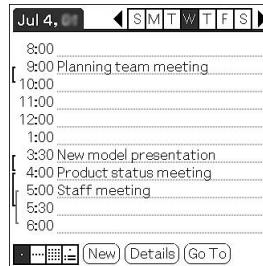 Jul 4,
S M T W T F S
8:00
9:00 Planning team meeting
10:00
11:00
12:00
1:00
3:30 New model presentation
4:00 Product status meeting
5:00 Staff meeting
5:30
6:00
New Details Go To